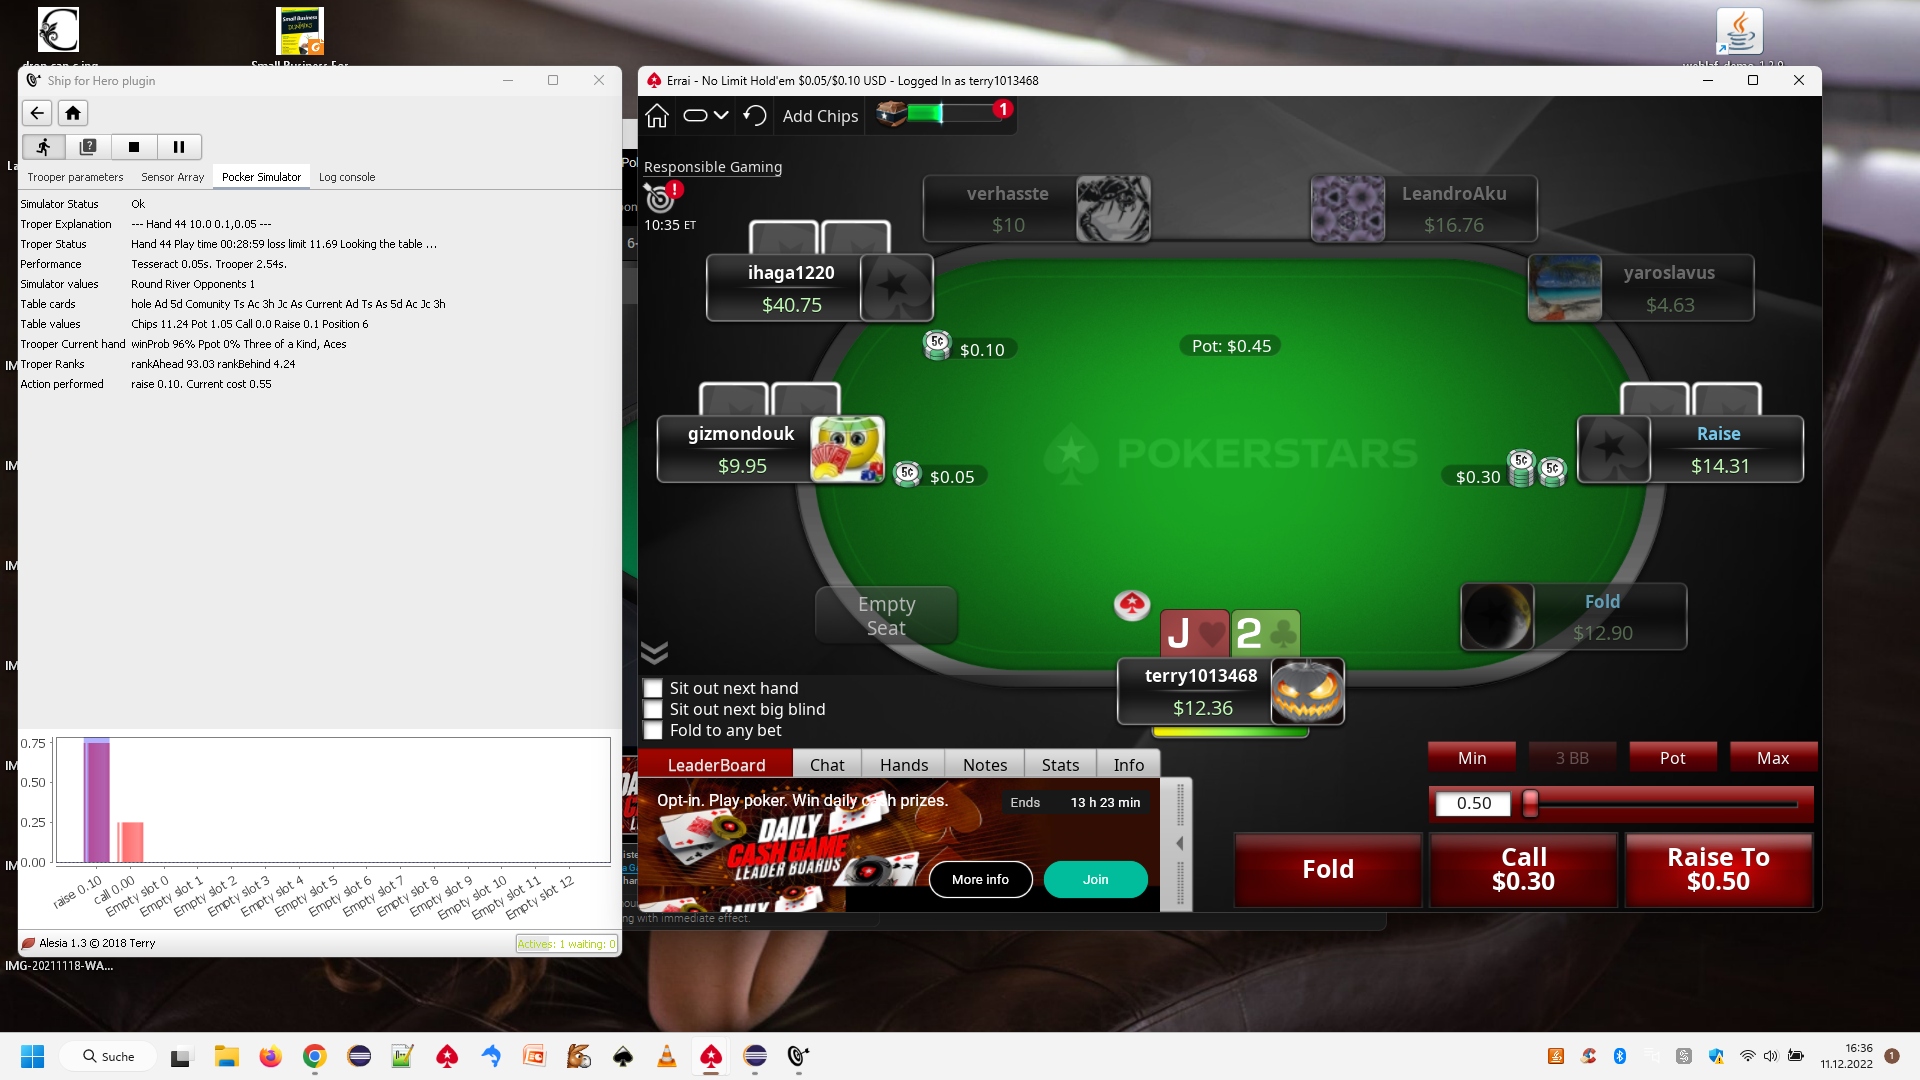 Ship for Hero plugin
Trooper parameters
Sensor Array
Pocker Simulator
Log console
Simulator Status Ok
Troper Explanation --- Hand 44 10.0 0.1,0.05 ---
Troper Status Hand 44 Play time 00:28:59 loss limit 11.69 Looking the table ...
Performance Tesseract 0.05s. Trooper 2.54s.
Simulator values Round River Opponents 1
Table cards hole Ad 5d Comunity Ts Ac 3h Jc As Current Ad Ts As 5d Ac Jc 3h
Table values Chips 11.24 Pot 1.05 Call 0.0 Raise 0.1 Position 6
Trooper Current hand winProb 96% Ppot 0% Three of a Kind, Aces
Troper Ranks rankAhead 93.03 rankBehind 4.24
Action performed raise 0.10. Current cost 0.55
0.75
0.50
0.25
0.00
raise 0.10
call 0.00
Empty slot 0
Empty slot 1
Empty slot 2
Empty slot 3
Empty slot 4
Empty slot 5
Empty slot 6
Empty slot 7
Empty slot 8
Empty slot 9
Empty slot 10
Empty slot 11
Empty slot 12
Alesia 1.3 © 2018 Terry
Actives: 1 waiting: 0
IMG-20211118-WA...
Errai - No Limit Hold'em $0.05/$0.10 USD - Logged In as terry1013468
Add Chips
1
Responsible Gaming
!
10:35 ET
verhasste
$10
LeandroAku
$16.76
ihaga1220
$40.75
yaroslavus
$4.63
5¢ $0.10
Pot: $0.45
gizmondouk
$9.95
5¢ $0.05
POKERSTARS
$0.30 5¢ 5¢
Raise
$14.31
Empty
Seat
Fold
$12.90
J 2
terry1013468
$12.36
Sit out next hand
Sit out next big blind
Fold to any bet
LeaderBoard
Chat
Hands
Notes
Stats
Info
Opt-in. Play poker. Win daily cash prizes.
Ends 13 h 23 min
DAILY
CASH GAME
LEADER BOARDS
More info
Join
ng with immediate effect.
Min
3 BB
Pot
Max
0.50
Fold
Call
$0.30
Raise To
$0.50
Small Business
DUMMIES
Suche
16:36
11.12.2022
1